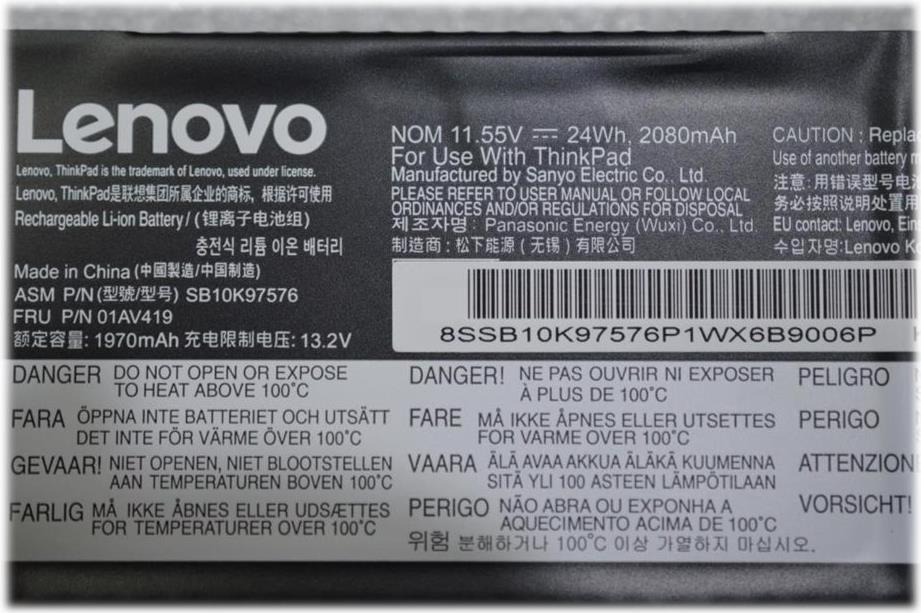 Lenovo
Lenovo, ThinkPad is the trademark of Lenovo, used under license.
Lenovo, ThinkPad是联想集团所属企业的商标，根据许可使用
Rechargeable Li-ion Battery / (锂离子电池组)
충전식 리튬 이온 배터리
Made in China (中國製造/中国制造)
ASM P/N (型號/型号) SB10K97576
FRU P/N 01AV419
额定容量: 1970mAh 充电限制电压: 13.2V
NOM 11.55V ⎓ 24Wh, 2080mAh
For Use With ThinkPad
Manufactured by Sanyo Electric Co., Ltd.
PLEASE REFER TO USER MANUAL OR FOLLOW LOCAL
ORDINANCES AND/OR REGULATIONS FOR DISPOSAL
제조자명: Panasonic Energy (Wuxi) Co., Ltd.
制造商: 松下能源（无锡）有限公司
CAUTION : Repla
Use of another battery
注意: 用错误型号电
务必按照说明处置用
EU contact: Lenovo, Ein
수입자명:Lenovo K
8SSB10K97576P1WX6B9006P
DANGER DO NOT OPEN OR EXPOSE
TO HEAT ABOVE 100°C
FARA ÖPPNA INTE BATTERIET OCH UTSÄTT
DET INTE FÖR VÄRME ÖVER 100°C
GEVAAR! NIET OPENEN, NIET BLOOTSTELLEN
AAN TEMPERATUREN BOVEN 100°C
FARLIG MÅ IKKE ÅBNES ELLER UDSÆTTES
FOR TEMPERATURER OVER 100°C
DANGER! NE PAS OUVRIR NI EXPOSER
À PLUS DE 100°C
FARE MÅ IKKE ÅPNES ELLER UTSETTES
FOR VARME OVER 100°C
VAARA ÄLÄ AVAA AKKUA ÄLÄKÄ KUUMENNA
SITÄ YLI 100 ASTEEN LÄMPÖTILAAN
PERIGO NÃO ABRA OU EXPONHA A
AQUECIMENTO ACIMA DE 100°C
위험 분해하거나 100°C 이상 가열하지 마십시오.
PELIGRO
PERIGO
ATTENZION
VORSICHT!